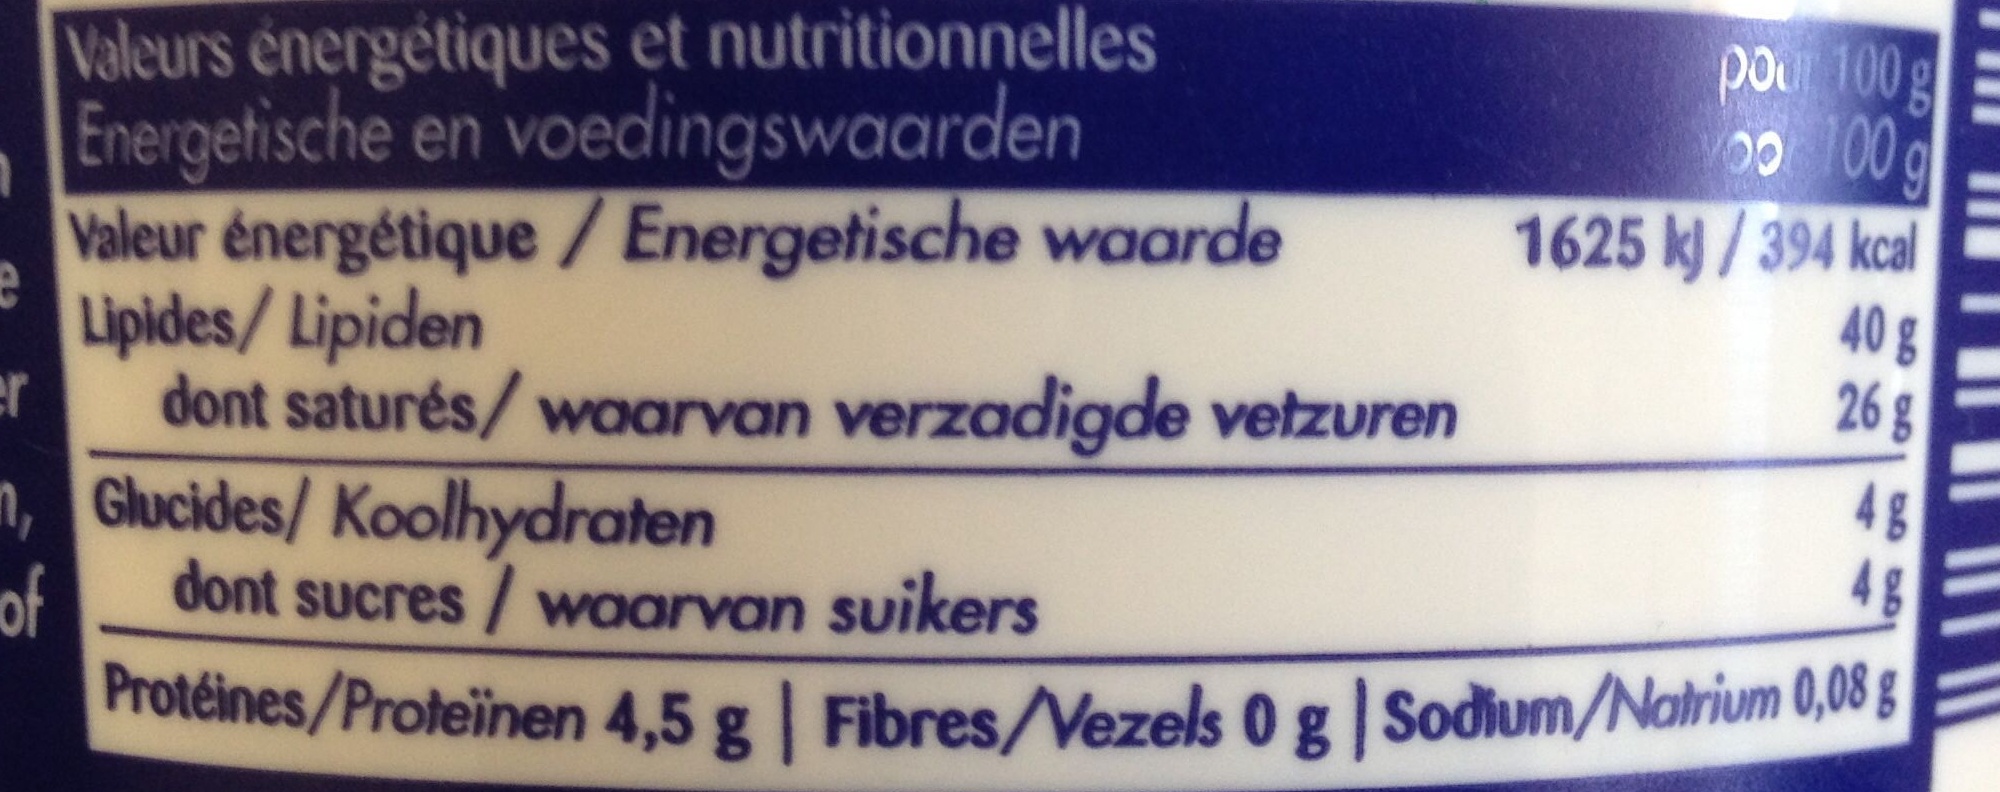 Valeurs énergétiques et nutritionnelles pour 100 g
Energetische en voedingswaarden 100 g
Valeur énergétique / Energetische waarde 1625 kJ / 394 kcal
Lipides/ Lipiden 40 g
dont saturés/ waarvan verzadigde vetzuren 26 g
Glucides/ Koolhydraten 4 g
dont sucres / waarvan suikers 4 g
Protéines/Proteïnen 4,5 g | Fibres/Vezels 0 g | Sodium/Natrium 0,08 g
of